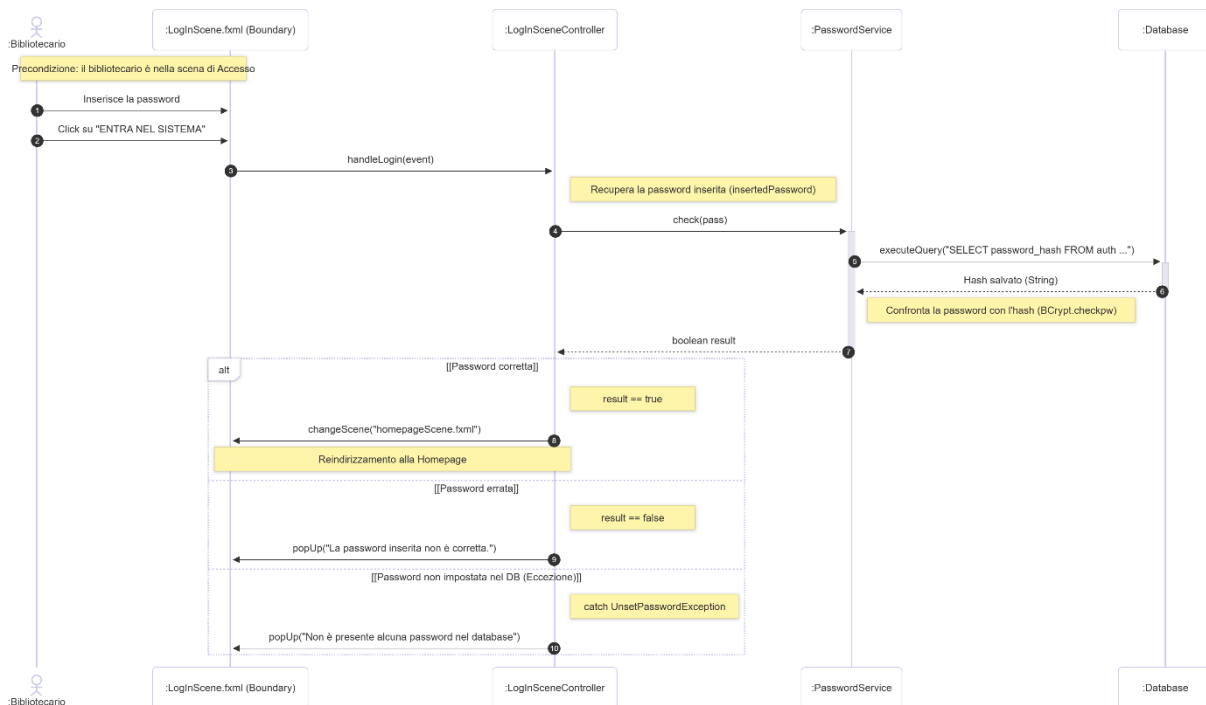 :Bibliotecario
:LogInScene.fxml (Boundary)
:LogInSceneController
:PasswordService
:Database
Precondizione: il bibliotecario è nella scena di Accesso
1
Inserisce la password
2
Click su "ENTRA NEL SISTEMA"
3
handleLogin(event)
Recupera la password inserita (insertedPassword)
4
check(pass)
5
executeQuery("SELECT password_hash FROM auth ...")
6
Hash salvato (String)
Confronta la password con l'hash (BCrypt.checkpw)
7
boolean result
alt
[[Password corretta]]
result == true
8
changeScene("homepageScene.fxml")
Reindirizzamento alla Homepage
[[Password errata]]
result == false
9
popUp("La password inserita non è corretta.")
[[Password non impostata nel DB (Eccezione)]]
catch UnsetPasswordException
10
popUp("Non è presente alcuna password nel database")
:Bibliotecario
:LogInScene.fxml (Boundary)
:LogInSceneController
:PasswordService
:Database